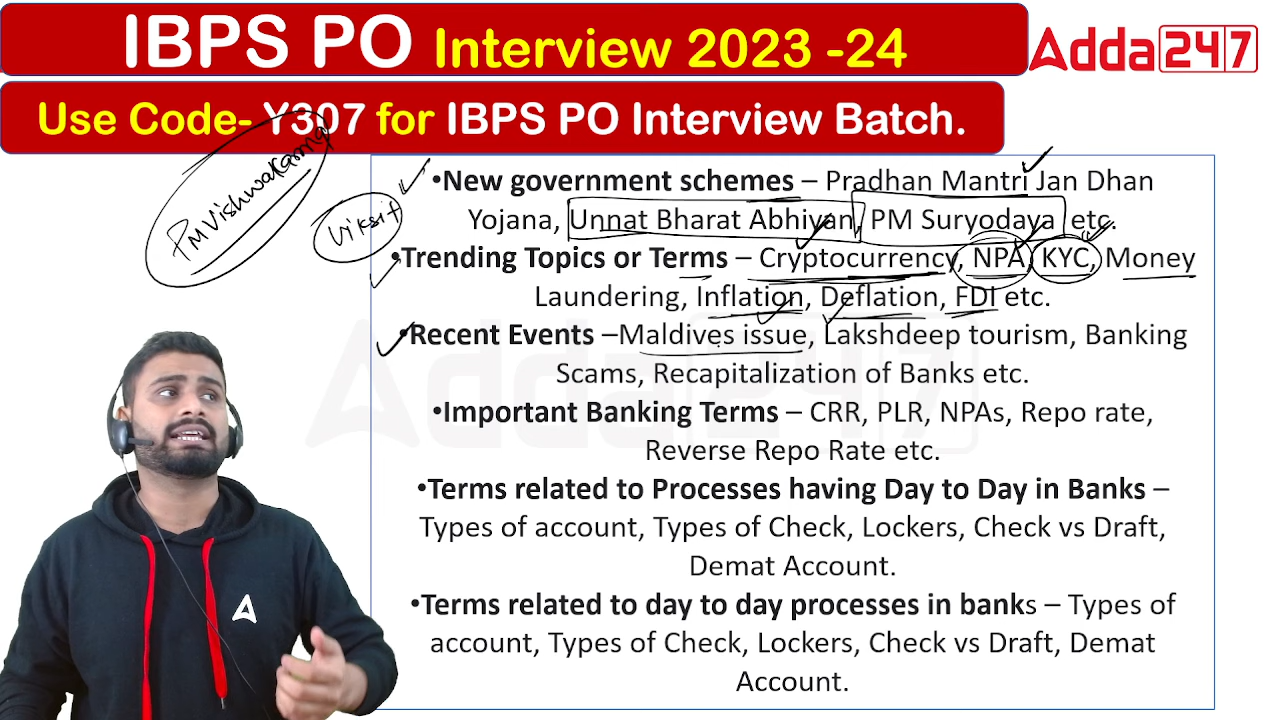 IBPS PO Interview 2023 -24
Adda247
Use Code- Y307 for IBPS PO Interview Batch.
PM Vishwakarma
Viksit
•New government schemes – Pradhan Mantri Jan Dhan
Yojana, Unnat Bharat Abhiyan, PM Suryodaya etc.
•Trending Topics or Terms – Cryptocurrency, NPA, KYC, Money
Laundering, Inflation, Deflation, FDI etc.
•Recent Events –Maldives issue, Lakshdeep tourism, Banking
Scams, Recapitalization of Banks etc.
•Important Banking Terms – CRR, PLR, NPAs, Repo rate,
Reverse Repo Rate etc.
•Terms related to Processes having Day to Day in Banks –
Types of account, Types of Check, Lockers, Check vs Draft,
Demat Account.
•Terms related to day to day processes in banks – Types of
account, Types of Check, Lockers, Check vs Draft, Demat
Account.
Adda247